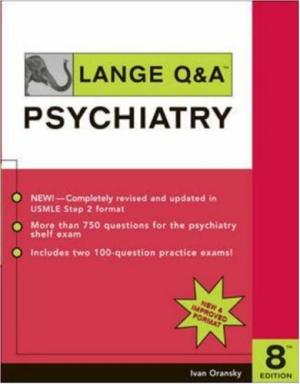 LANGE Q&A™
PSYCHIATRY
NEW!—Completely revised and updated in
USMLE Step 2 format
More than 750 questions for the psychiatry
shelf exam
Includes two 100-question practice exams!
NEW &
IMPROVED
FORMAT
Ivan Oransky
8™
EDITION